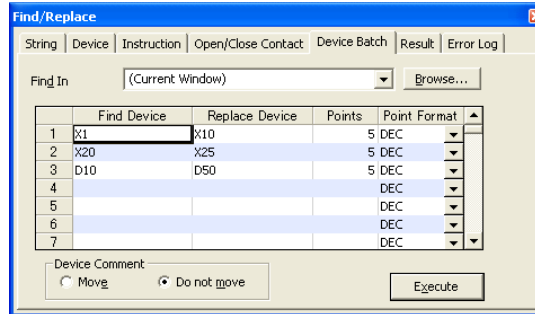 Find/Replace
String Device Instruction Open/Close Contact Device Batch Result Error Log
Find In (Current Window) Browse...
Find Device Replace Device Points Point Format
1 X1 X10 5 DEC
2 X20 X25 5 DEC
3 D10 D50 5 DEC
4 DEC
5 DEC
6 DEC
7 DEC
Device Comment
Move Do not move Execute